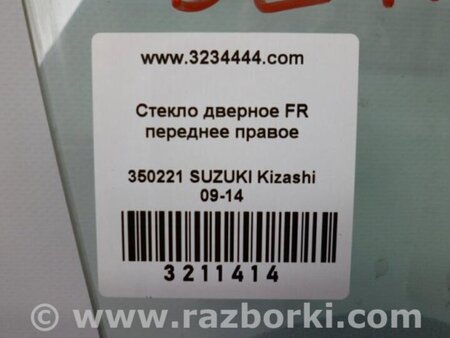 www.3234444.com
Стекло дверное FR
переднее правое
350221 SUZUKI Kizashi
09-14
3211414
© www.razborki.com